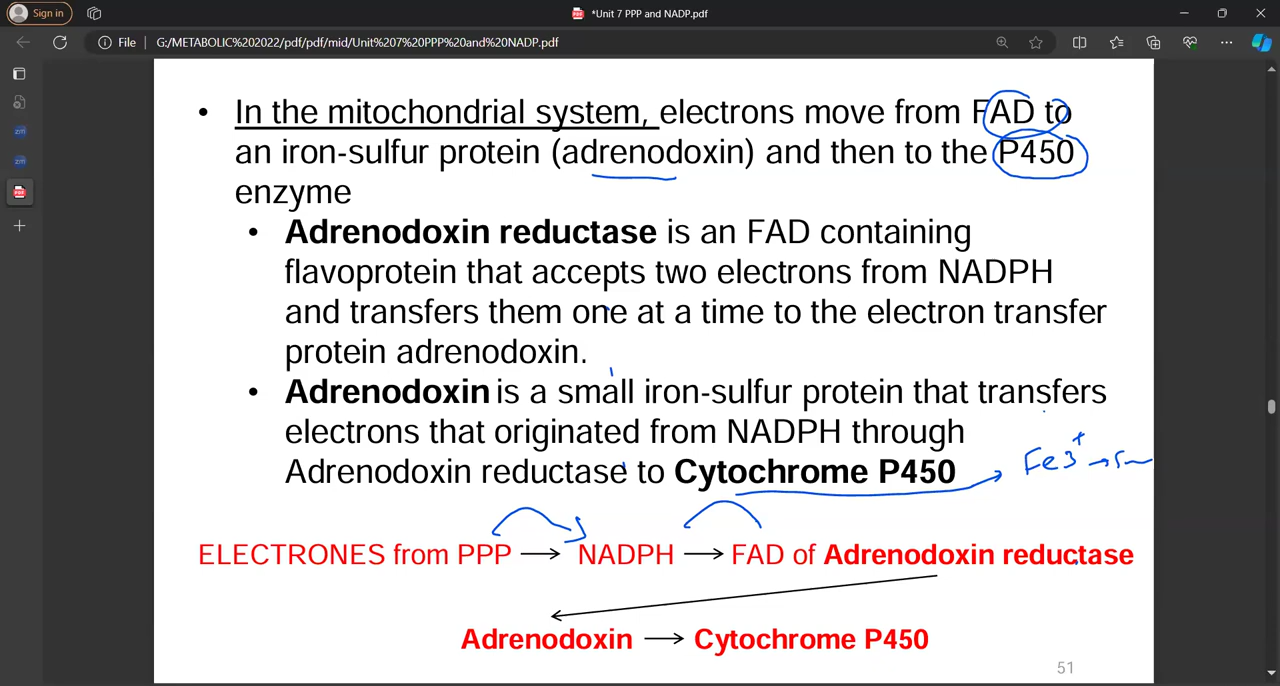 Sign in
*Unit 7 PPP and NADP.pdf
File
G:/METABOLIC%202022/pdf/pdf/mid/Unit%207%20PPP%20and%20NADP.pdf
zm
zm
• In the mitochondrial system, electrons move from FAD to
an iron-sulfur protein (adrenodoxin) and then to the P450
enzyme
• Adrenodoxin reductase is an FAD containing
flavoprotein that accepts two electrons from NADPH
and transfers them one at a time to the electron transfer
protein adrenodoxin.
• Adrenodoxin is a small iron-sulfur protein that transfers
electrons that originated from NADPH through
Adrenodoxin reductase to Cytochrome P450
Fe3+ →
ELECTRONES from PPP → NADPH → FAD of Adrenodoxin reductase
Adrenodoxin → Cytochrome P450
51